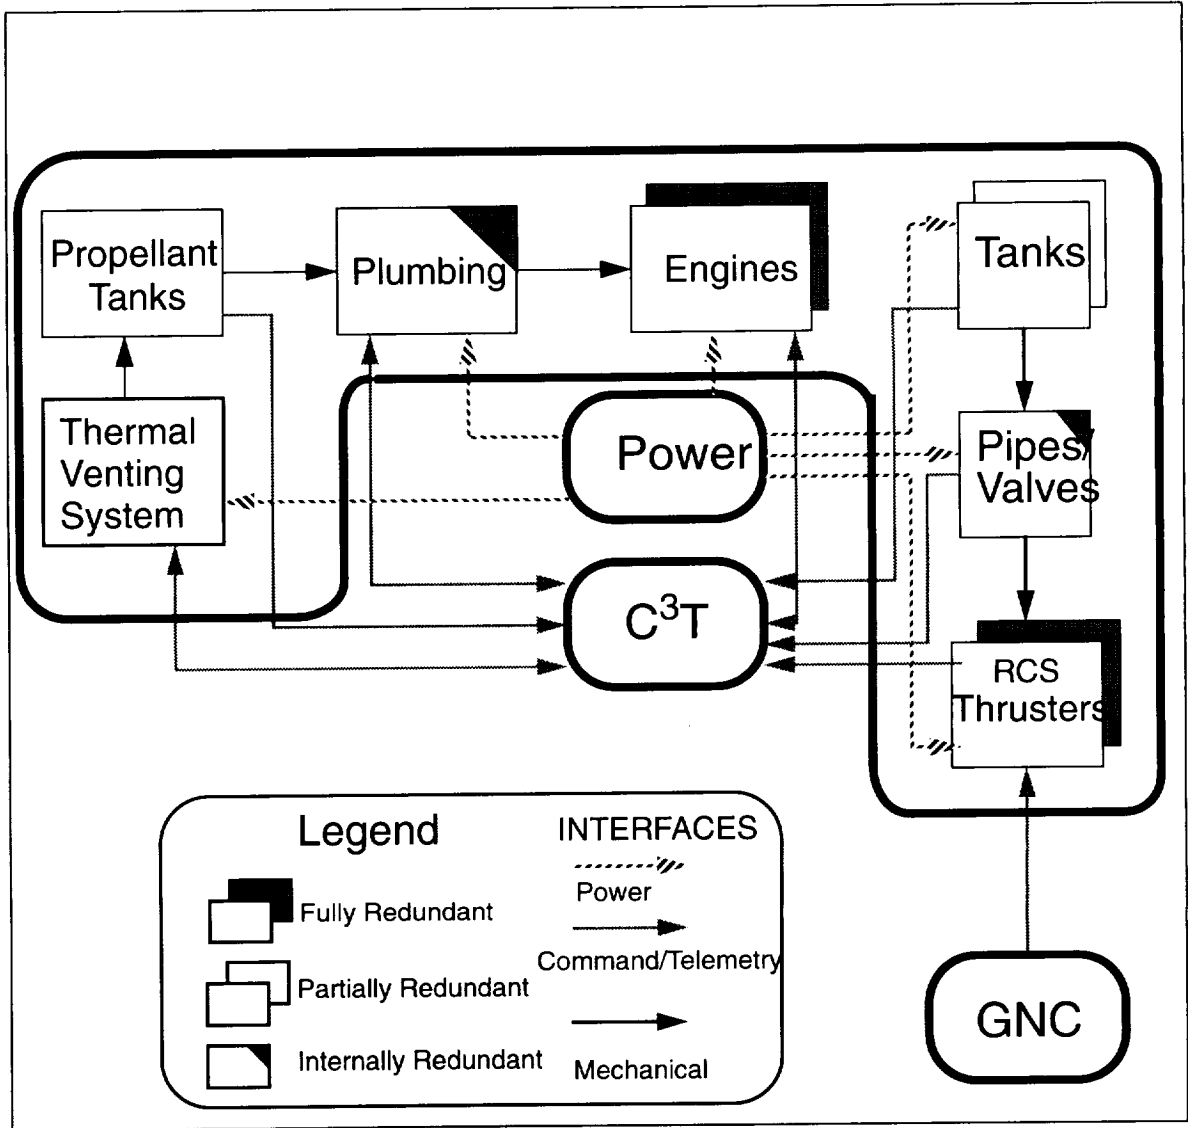 Propellant
Tanks
Plumbing
Engines
Tanks
Thermal
Venting
System
Power
Pipes/
Valves
C³T
RCS
Thrusters
Legend
INTERFACES
Power
Fully Redundant
Command/Telemetry
Partially Redundant
Internally Redundant
Mechanical
GNC